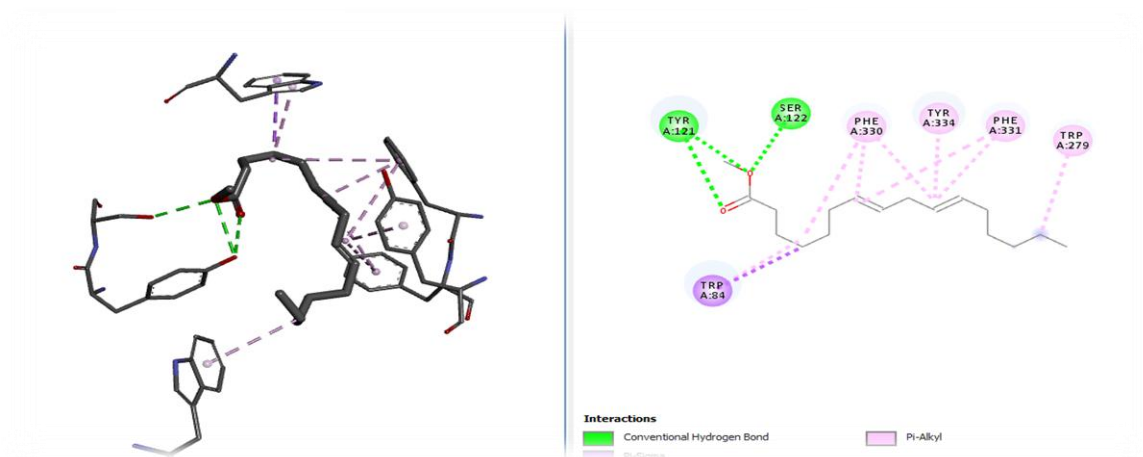 SER
A:122
TYR
A:121
PHE
A:330
TYR
A:334
PHE
A:331
TRP
A:279
O
O
TRP
A:84
Interactions
Conventional Hydrogen Bond
Pi-Alkyl